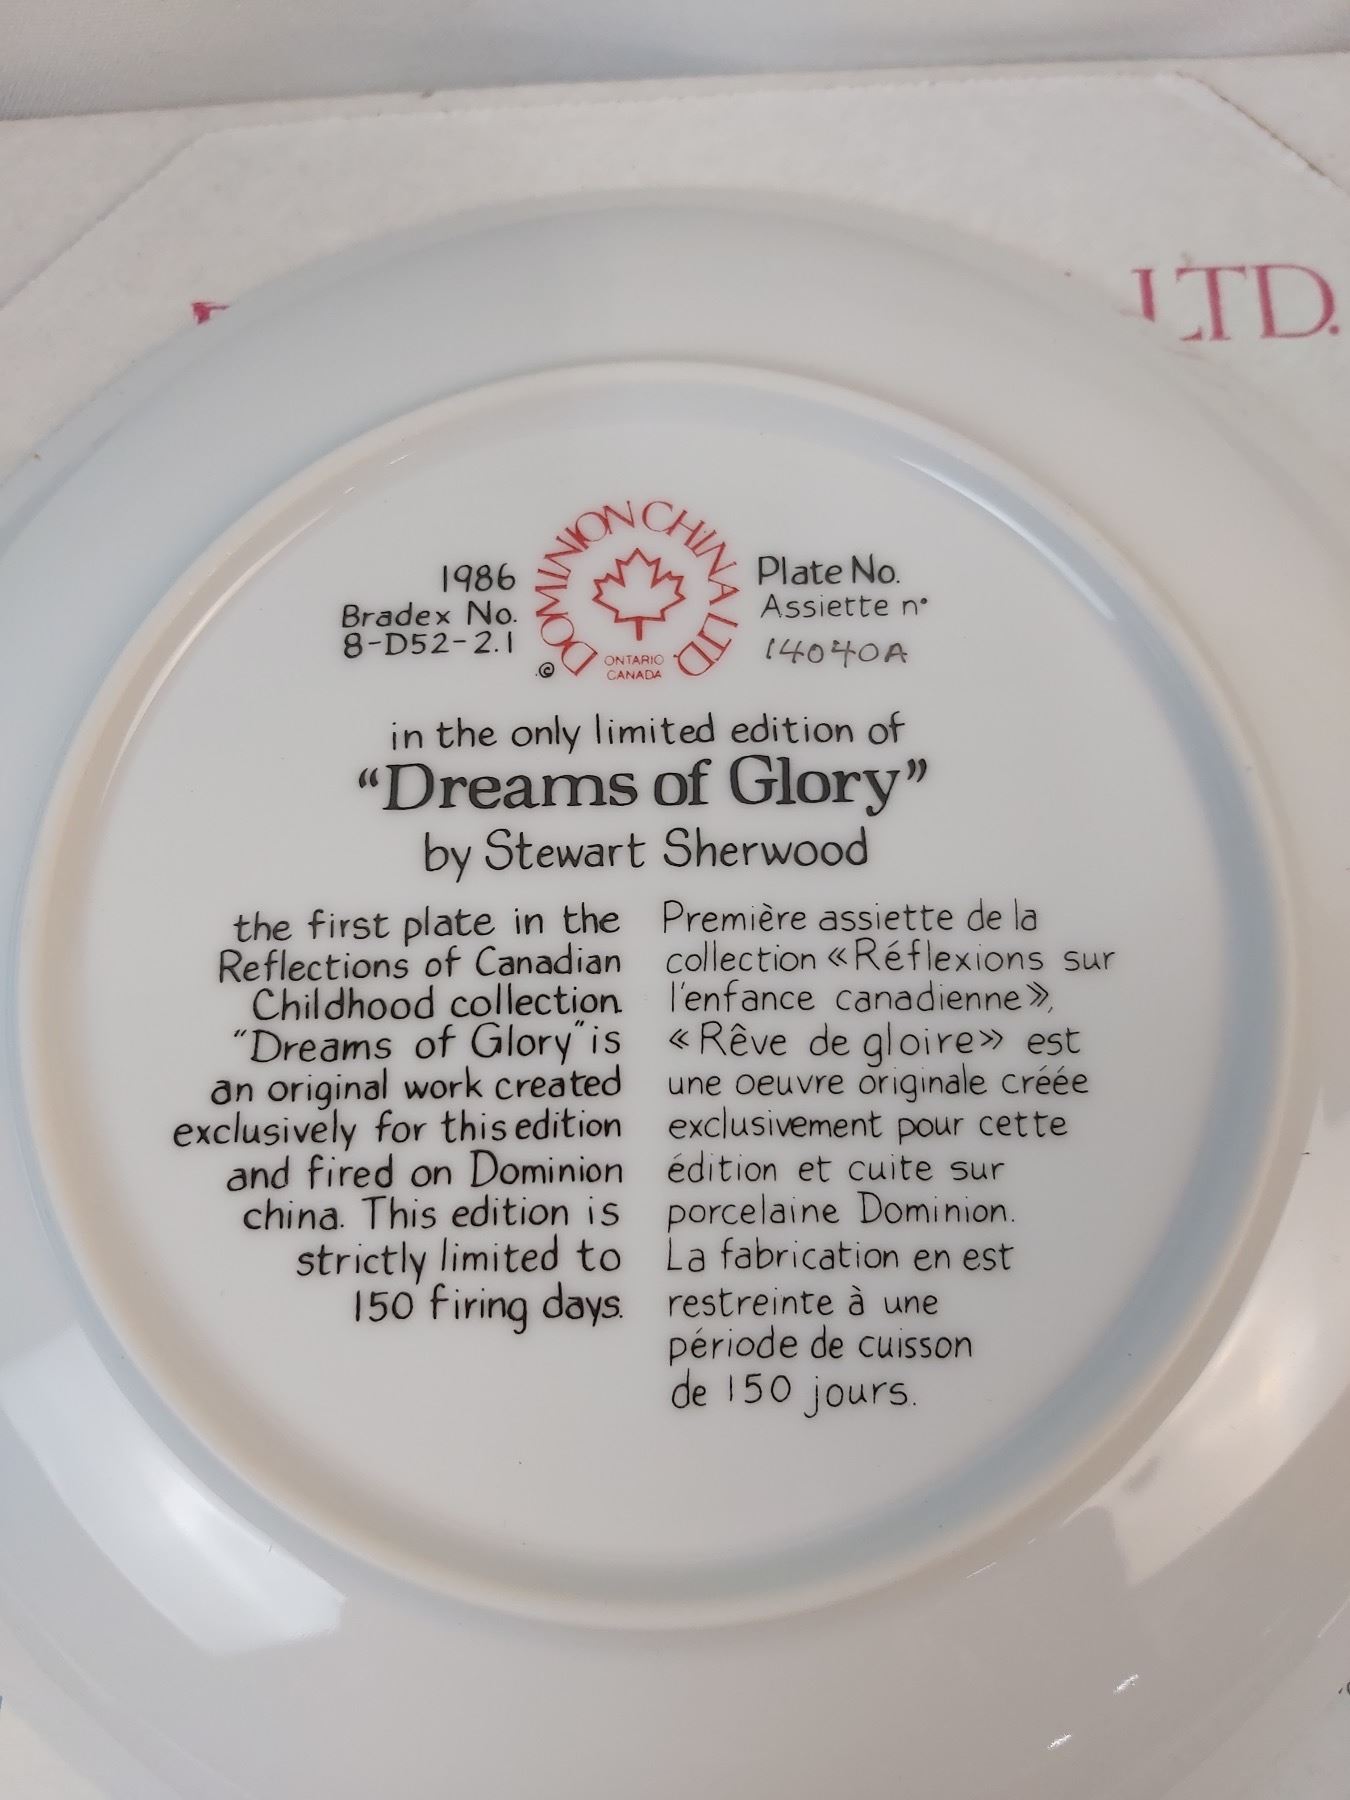 LTD.
1986
Bradex No.
8-D52-2.1
DOMINION CHINA LTD
ONTARIO
CANADA
©
Plate No.
Assiette n°
14040A
in the only limited edition of
“Dreams of Glory”
by Stewart Sherwood
the first plate in the
Reflections of Canadian
Childhood collection.
“Dreams of Glory” is
an original work created
exclusively for this edition
and fired on Dominion
china. This edition is
strictly limited to
150 firing days.
Première assiette de la
collection «Réflexions sur
l'enfance canadienne»,
«Rêve de gloire» est
une oeuvre originale créée
exclusivement pour cette
édition et cuite sur
porcelaine Dominion.
La fabrication en est
restreinte à une
période de cuisson
de 150 jours.